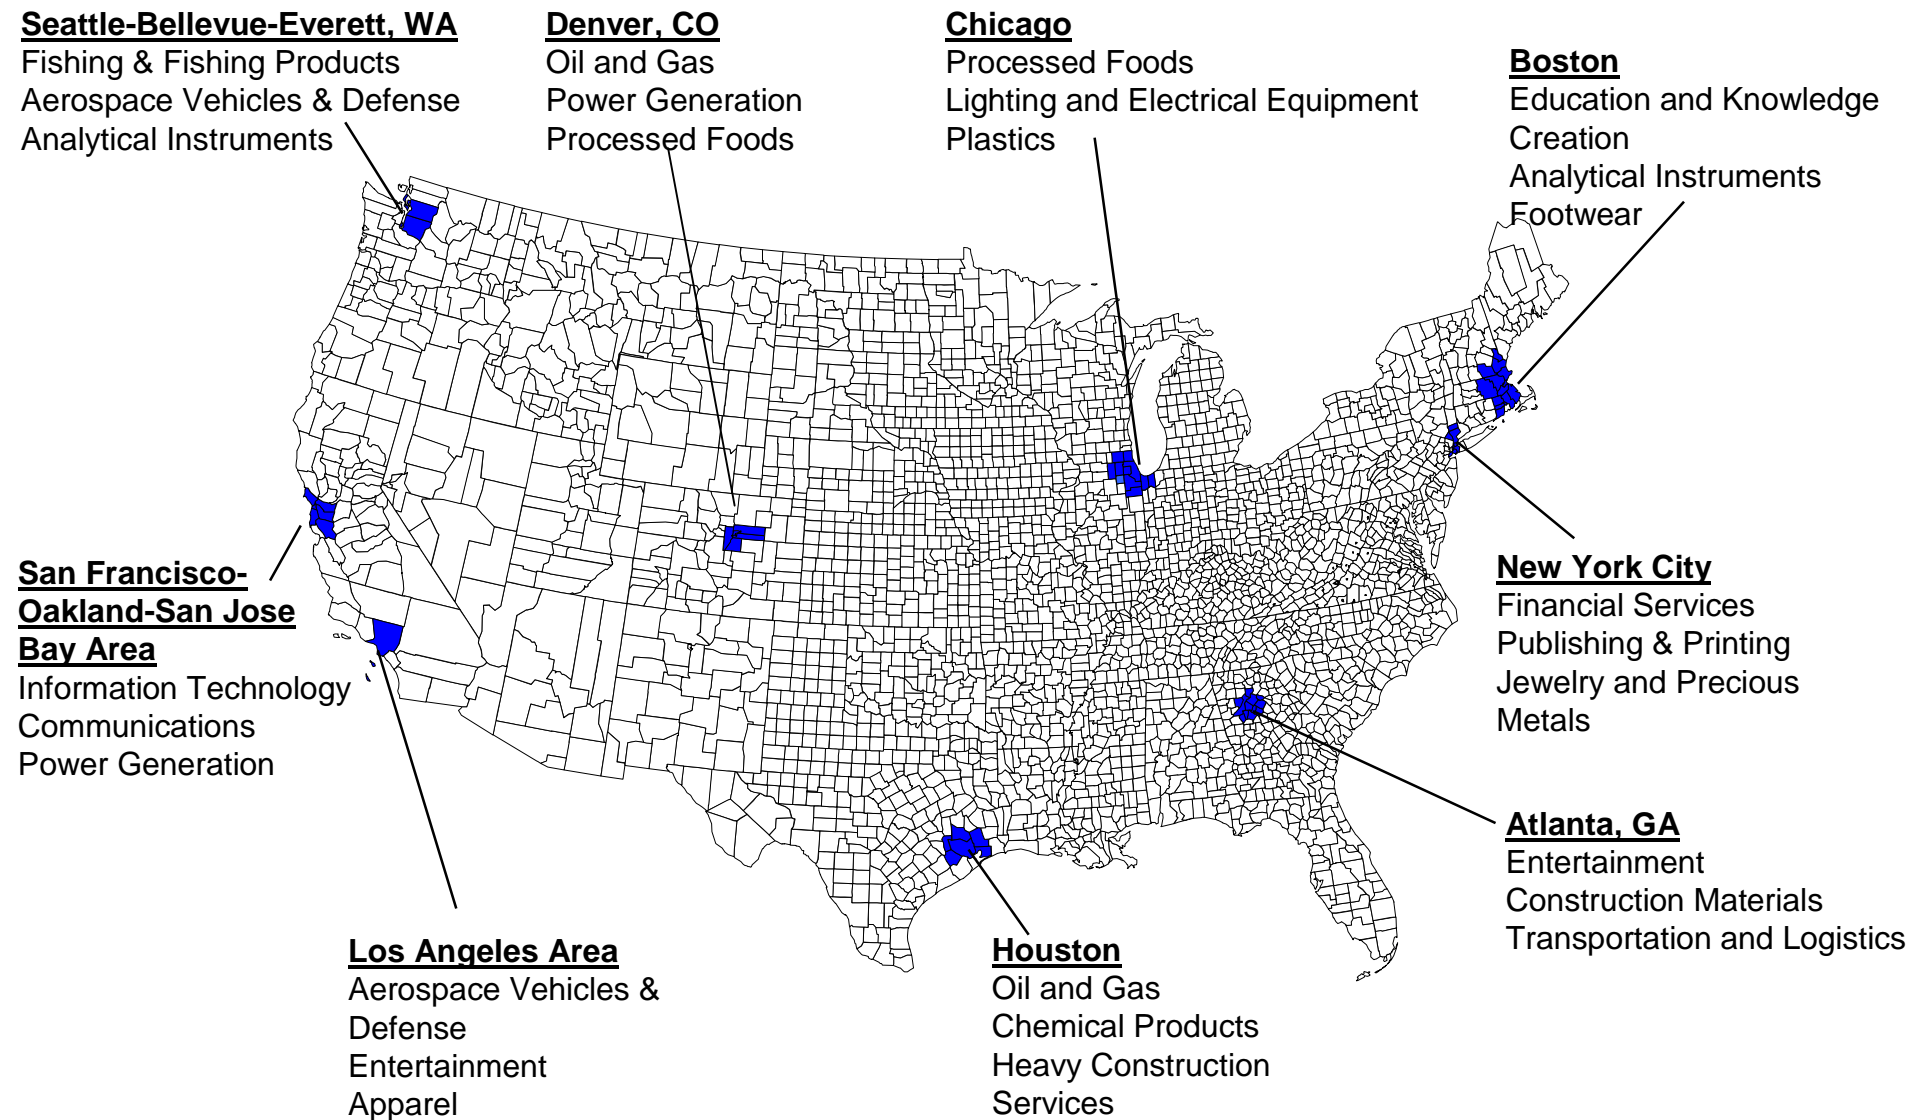 Seattle-Bellevue-Everett, WA
Fishing & Fishing Products
Aerospace Vehicles & Defense
Analytical Instruments
Denver, CO
Oil and Gas
Power Generation
Processed Foods
Chicago
Processed Foods
Lighting and Electrical Equipment
Plastics
Boston
Education and Knowledge
Creation
Analytical Instruments
Footwear
San Francisco-
Oakland-San Jose
Bay Area
Information Technology
Communications
Power Generation
New York City
Financial Services
Publishing & Printing
Jewelry and Precious
Metals
Atlanta, GA
Entertainment
Construction Materials
Transportation and Logistics
Los Angeles Area
Aerospace Vehicles &
Defense
Entertainment
Apparel
Houston
Oil and Gas
Chemical Products
Heavy Construction
Services